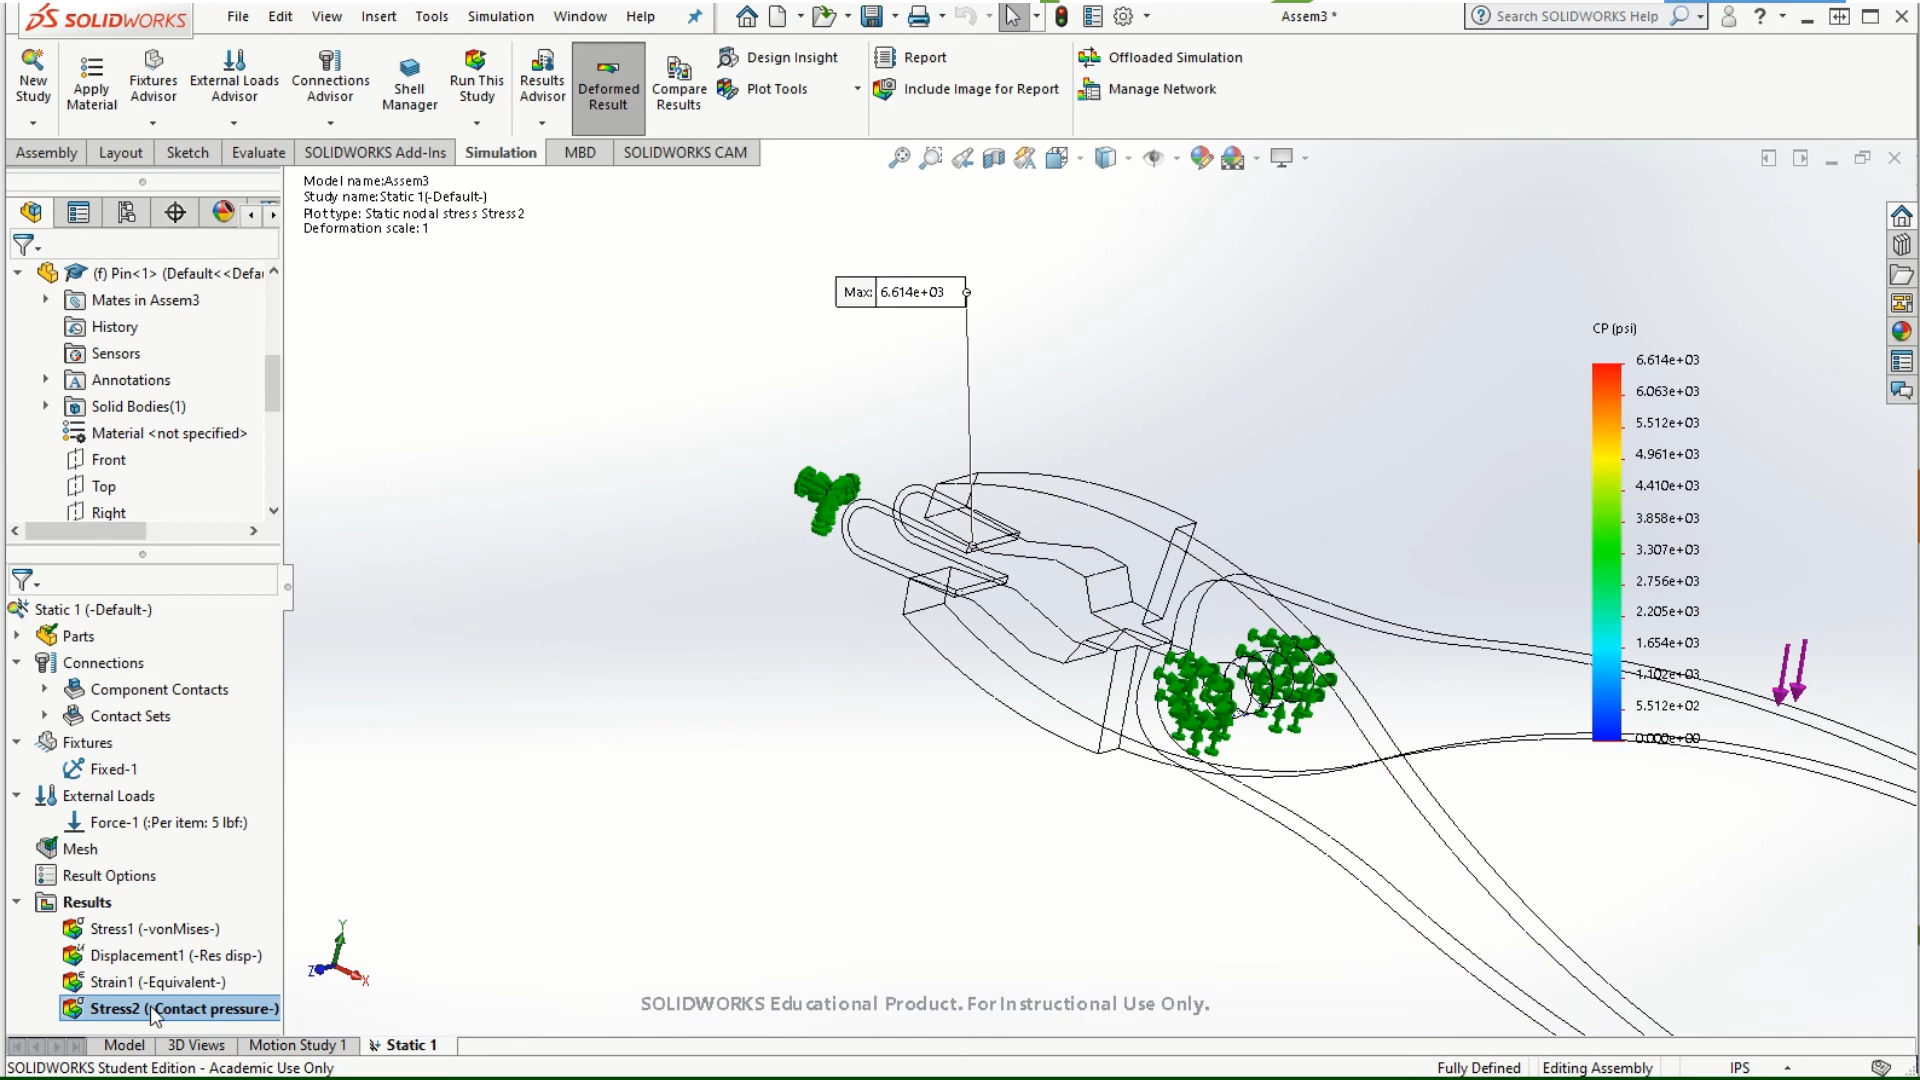 SOLIDWORKS
File Edit View Insert Tools Simulation Window Help
Assem3 *
Search SOLIDWORKS Help
New Study
Apply Material
Fixtures Advisor
External Loads Advisor
Connections Advisor
Shell Manager
Run This Study
Results Advisor
Deformed Result
Compare Results
Design Insight
Plot Tools
Report
Include Image for Report
Offloaded Simulation
Manage Network
Assembly Layout Sketch Evaluate SOLIDWORKS Add-Ins Simulation MBD SOLIDWORKS CAM
Model name:Assem3
Study name:Static 1(-Default-)
Plot type: Static nodal stress Stress2
Deformation scale: 1
(f) Pin<1> (Default<<Defau
Mates in Assem3
History
Sensors
Annotations
Solid Bodies(1)
Material <not specified>
Front
Top
Right
Static 1 (-Default-)
Parts
Connections
Component Contacts
Contact Sets
Fixtures
Fixed-1
External Loads
Force-1 (:Per item: 5 lbf:)
Mesh
Result Options
Results
Stress1 (-vonMises-)
Displacement1 (-Res disp-)
Strain1 (-Equivalent-)
Stress2 (-Contact pressure-)
Max: 6.614e+03
CP (psi)
6.614e+03
6.063e+03
5.512e+03
4.961e+03
4.410e+03
3.858e+03
3.307e+03
2.756e+03
2.205e+03
1.654e+03
1.102e+03
5.512e+02
0.000e+00
Y
Z
X
SOLIDWORKS Educational Product. For Instructional Use Only.
Model 3D Views Motion Study 1 Static 1
SOLIDWORKS Student Edition - Academic Use Only
Fully Defined Editing Assembly IPS